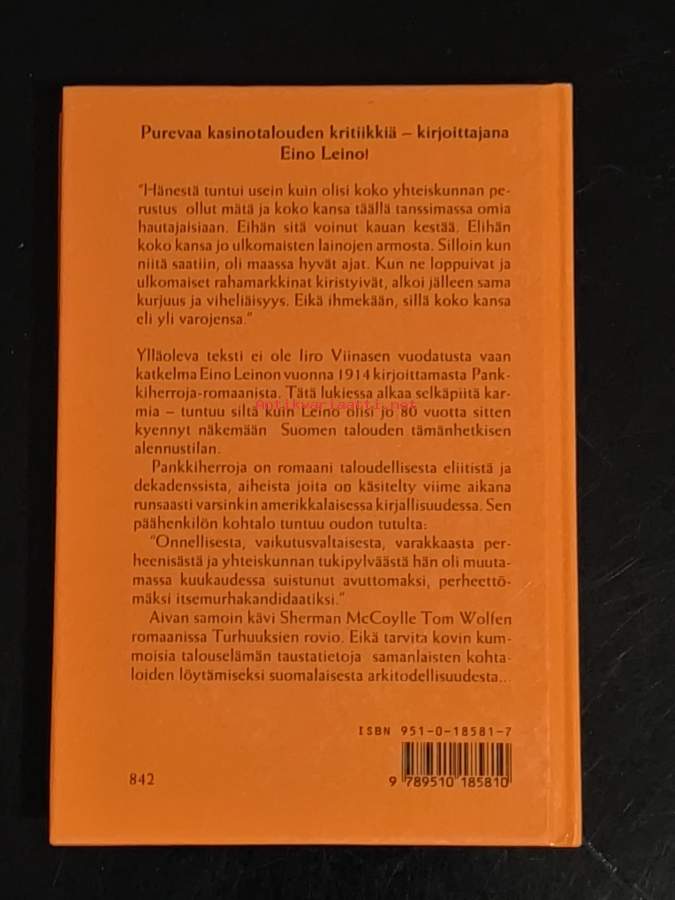 Purevaa kasinotalouden kritiikkiä – kirjoittajana
Eino Leino!
"Hänestä tuntui usein kuin olisi koko yhteiskunnan pe-
rustus ollut mätä ja koko kansa täällä tanssimassa omia
hautajaisiaan. Eihän sitä voinut kauan kestää. Elihän
koko kansa jo ulkomaisten lainojen armosta. Silloin kun
niitä saatiin, oli maassa hyvät ajat. Kun ne loppuivat ja
ulkomaiset rahamarkkinat kiristyivät, alkoi jälleen sama
kurjuus ja viheliäisyys. Eikä ihmekään, sillä koko kansa
eli yli varojensa."
Ylläoleva teksti ei ole Iiro Viinasen vuodatusta vaan
katkelma Eino Leinon vuonna 1914 kirjoittamasta Pank-
kiherroja-romaanista. Tätä lukiessa alkaa selkäpiitä kar-
mia – tuntuu siltä kuin Leino olisi jo 80 vuotta sitten
antikvariaatti.net
kyennyt näkemään Suomen talouden tämänhetkisen
alennustilan.
Pankkiherroja on romaani taloudellisesta eliitistä ja
dekadenssista, aiheista joita on käsitelty viime aikana
runsaasti varsinkin amerikkalaisessa kirjallisuudessa. Sen
päähenkilön kohtalo tuntuu oudon tutulta:
"Onnellisesta, vaikutusvaltaisesta, varakkaasta per-
heenisästä ja yhteiskunnan tukipylväästä hän oli muuta-
massa kuukaudessa suistunut avuttomaksi, perheettö-
mäksi itsemurhakandidaatiksi."
Aivan samoin kävi Sherman McCoylle Tom Wolfen
romaanissa Turhuuksien rovio. Eikä tarvita kovin kum-
moisia talouselämän taustatietoja samanlaisten kohta-
loiden löytämiseksi suomalaisesta arkitodellisuudesta...
ISBN 951-0-18581-7
842
9 789510 185810